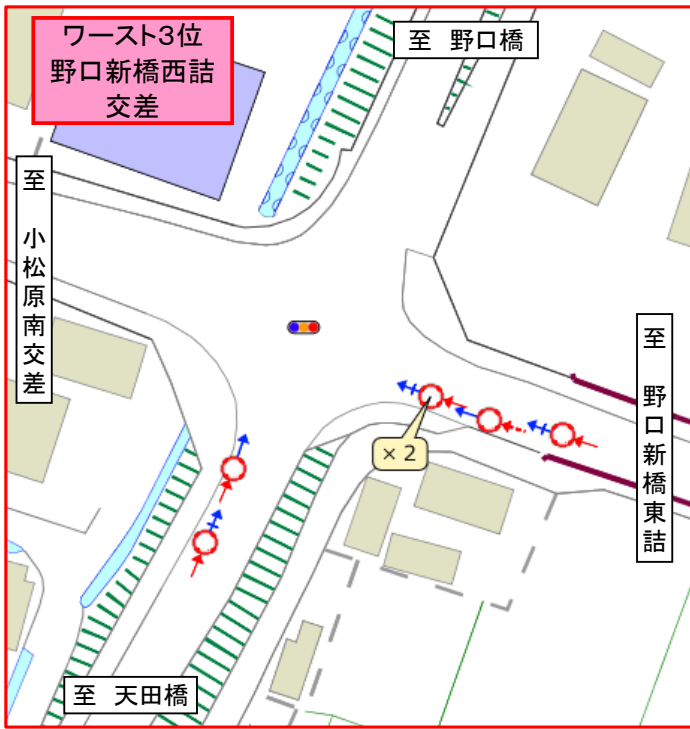 ワースト3位
野口新橋西詰
交差
至 野口橋
至 小松原南交差
至 野口新橋東詰
×2
至 天田橋